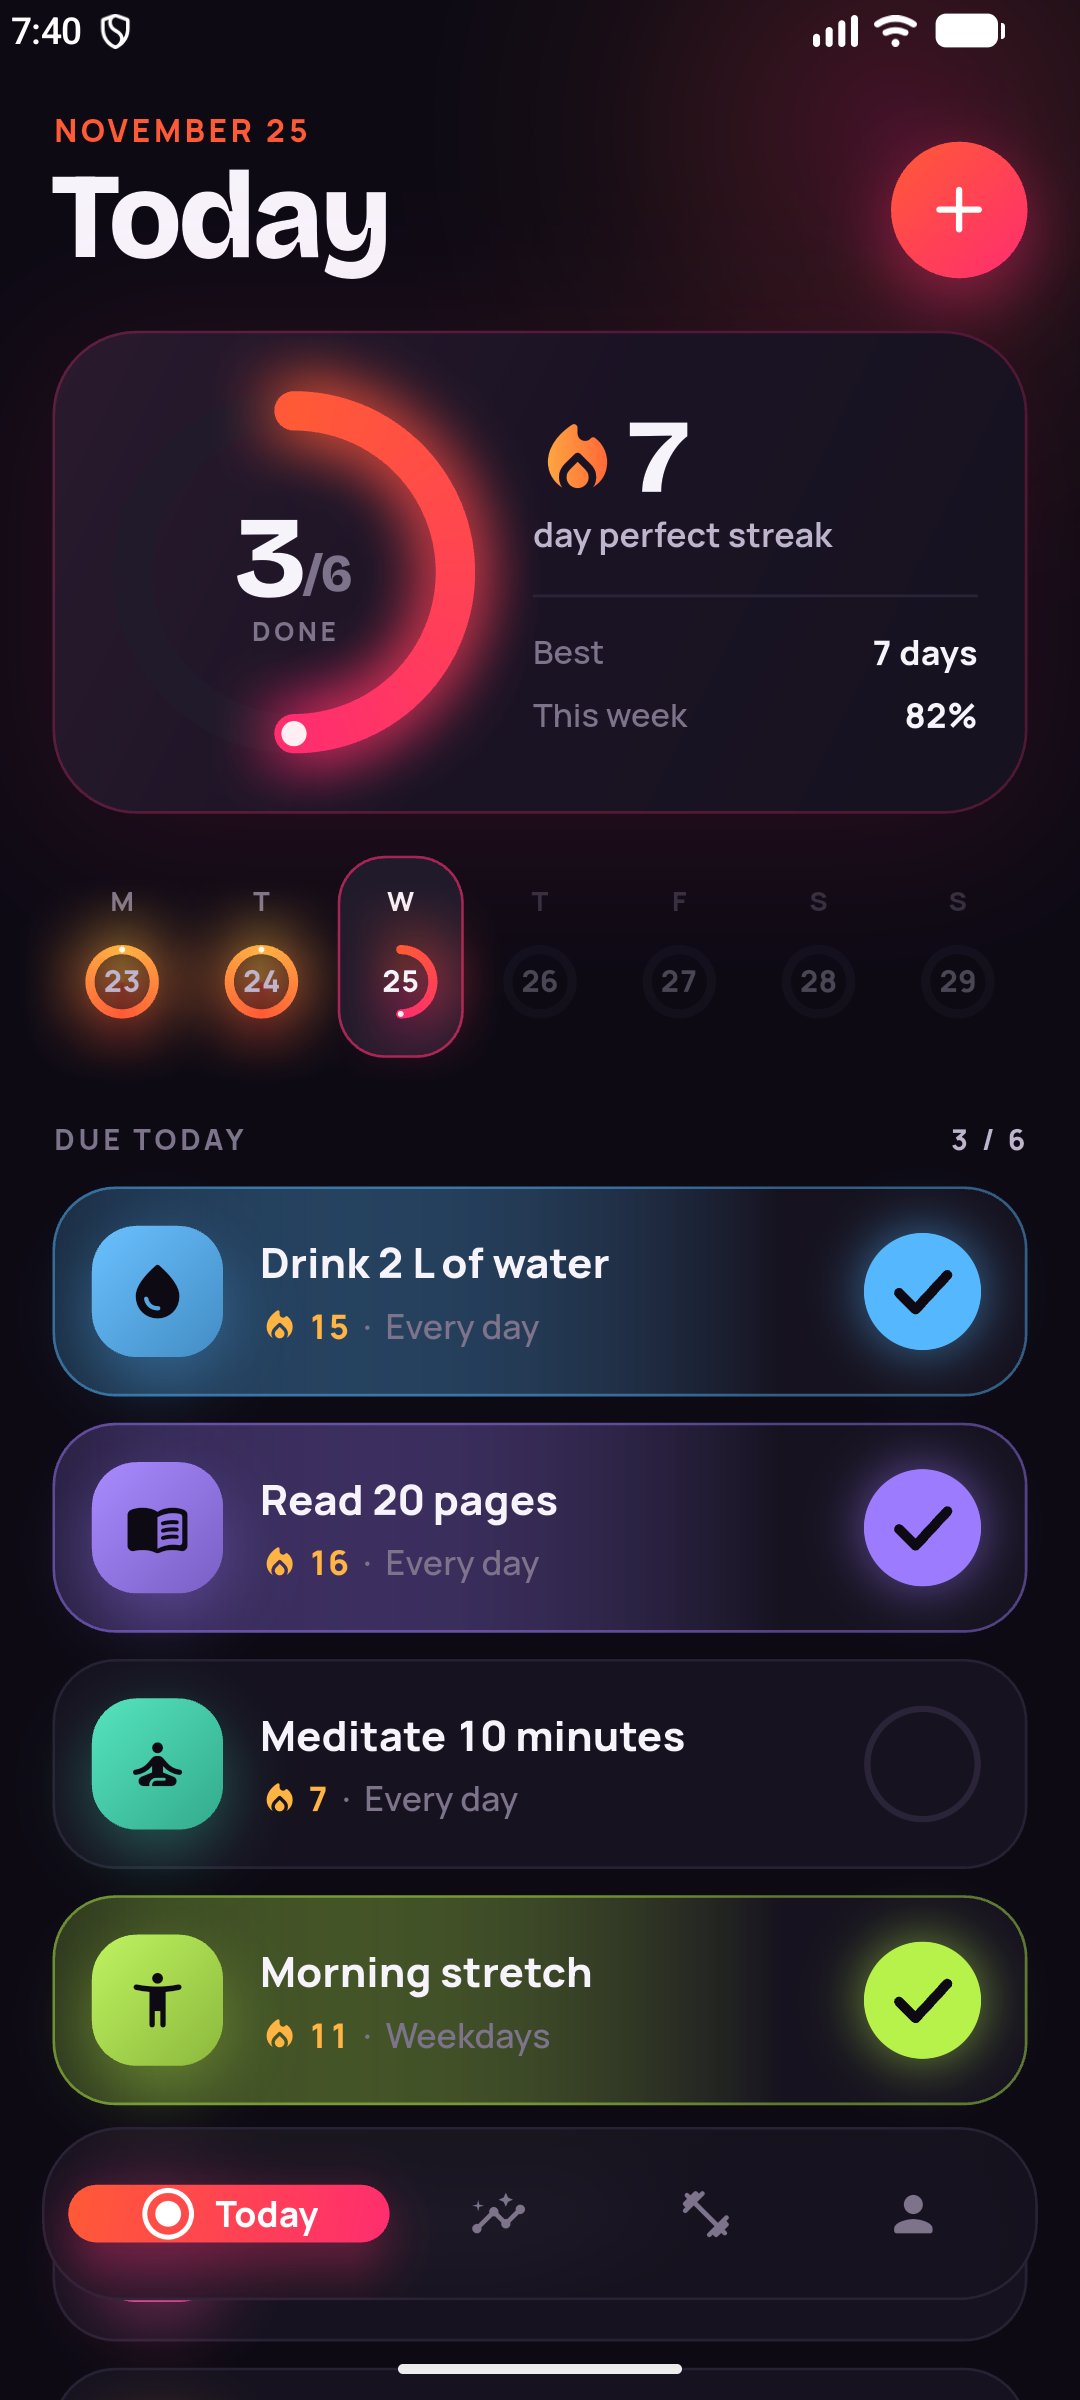 7:40
NOVEMBER 25
Today
3/6
DONE
7
day perfect streak
Best 7 days
This week 82%
M T W T F S S
23 24 25 26 27 28 29
DUE TODAY 3 / 6
Drink 2 L of water
15 · Every day
Read 20 pages
16 · Every day
Meditate 10 minutes
7 · Every day
Morning stretch
11 · Weekdays
Today